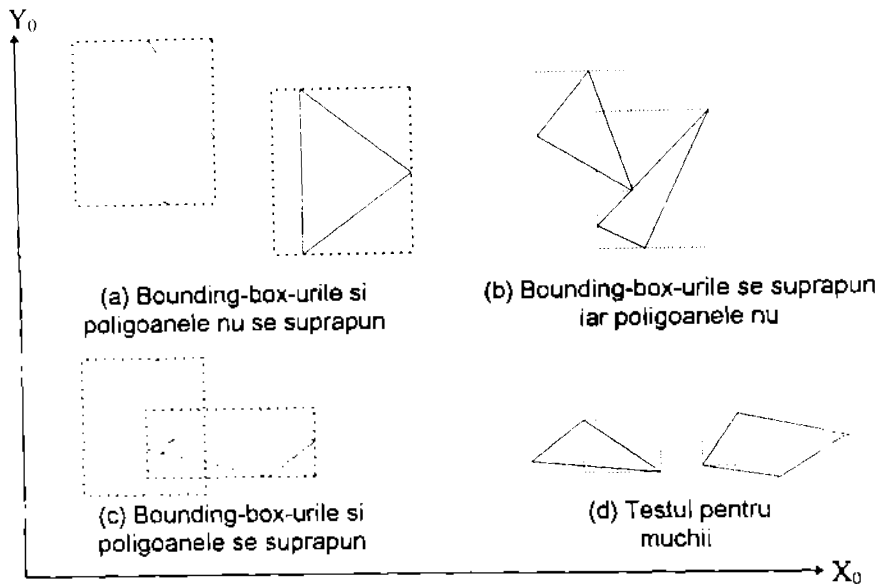 Y₀
(a) Bounding-box-urile si
poligoanele nu se suprapun
(b) Bounding-box-urile se suprapun
iar poligoanele nu
(c) Bounding-box-urile si
poligoanele se suprapun
(d) Testul pentru
muchii
X₀